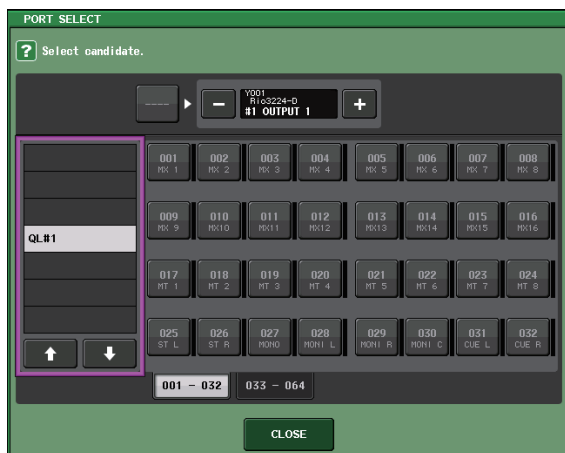 PORT SELECT
? Select candidate.
----
−
Y001
Rio3224-D
#1 OUTPUT 1
+
001 002 003 004 005 006 007 008
MX 1 MX 2 MX 3 MX 4 MX 5 MX 6 MX 7 MX 8
009 010 011 012 013 014 015 016
MX 9 MX10 MX11 MX12 MX13 MX14 MX15 MX16
QL#1
017 018 019 020 021 022 023 024
MT 1 MT 2 MT 3 MT 4 MT 5 MT 6 MT 7 MT 8
025 026 027 028 029 030 031 032
ST L ST R MONO MONI L MONI R MONI C CUE L CUE R
001 - 032 033 - 064
CLOSE